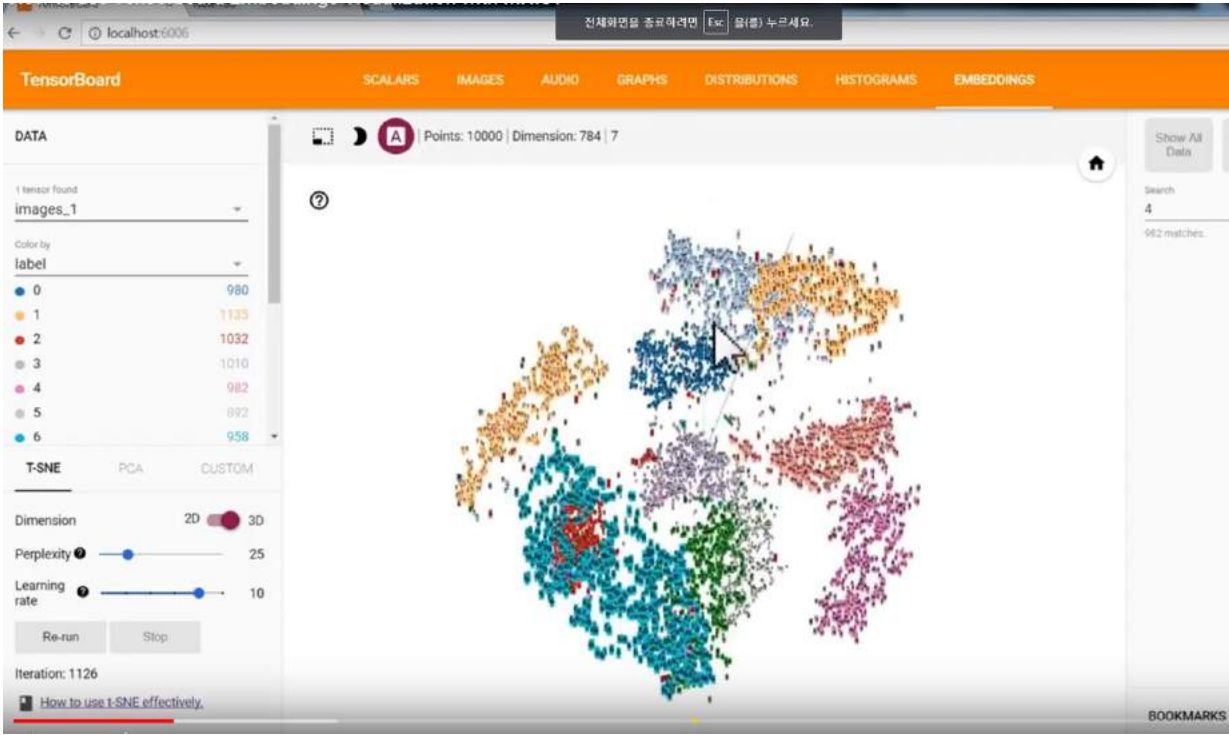 전체화면을 종료하려면 Esc 을(를) 누르세요.
localhost:6006
TensorBoard
SCALARS IMAGES AUDIO GRAPHS DISTRIBUTIONS HISTOGRAMS EMBEDDINGS
DATA
A | Points: 10000 | Dimension: 784 | 7
Show All Data
1 tensor found
images_1
Search
4
982 matches.
Color by
label
0 980
1 1135
2 1032
3 1010
4 982
5 892
6 958
T-SNE PCA CUSTOM
Dimension 2D 3D
Perplexity 25
Learning rate 10
Re-run Stop
Iteration: 1126
How to use t-SNE effectively.
BOOKMARKS